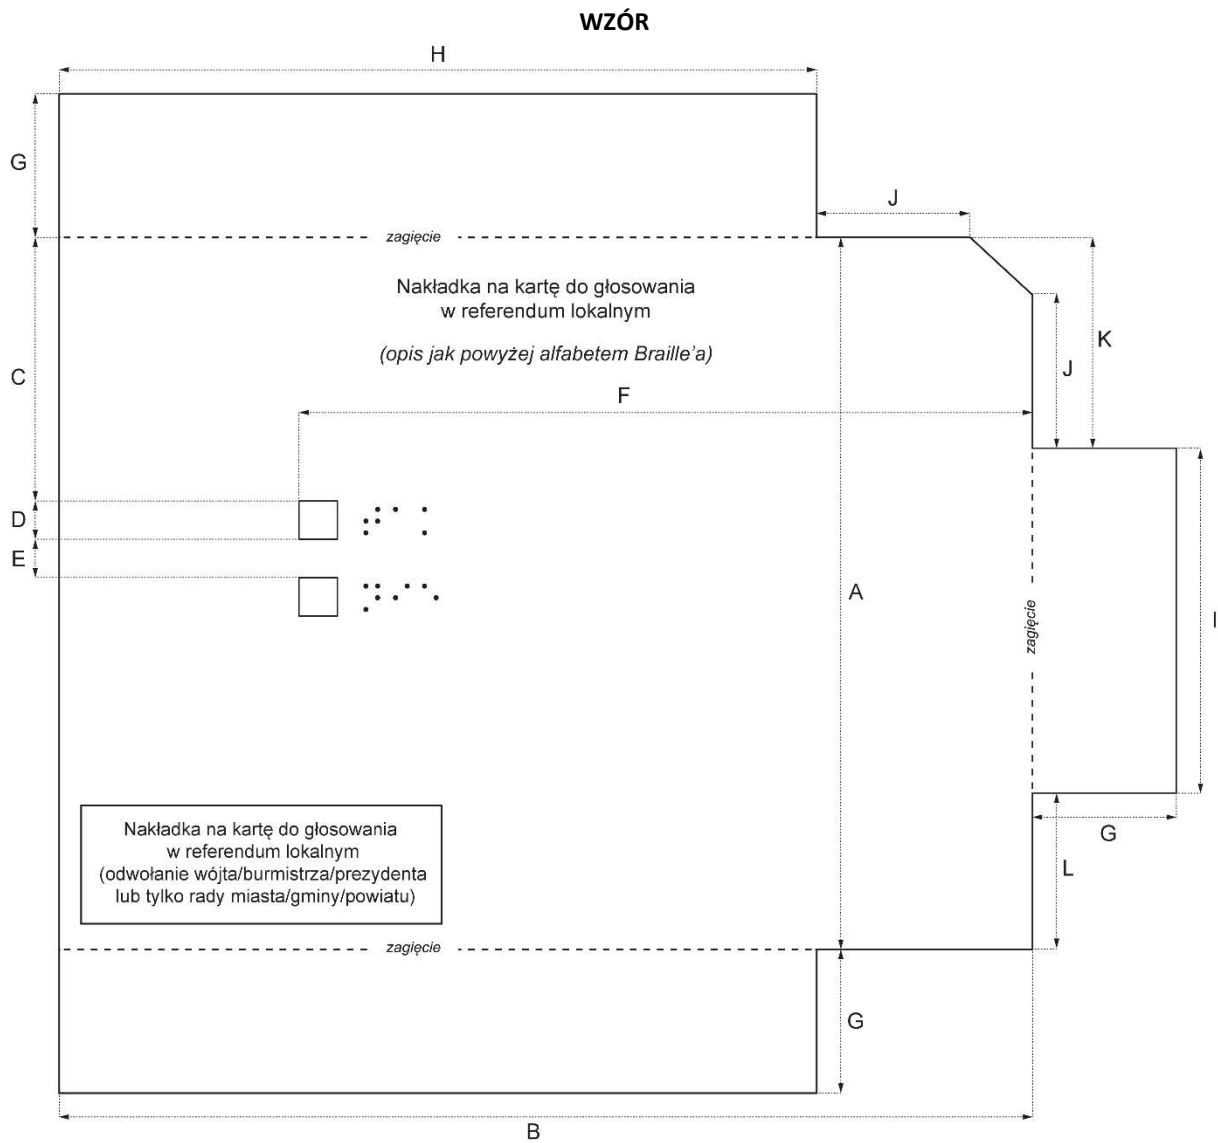 WZÓR
H
G
J
zagięcie
Nakładka na kartę do głosowania
w referendum lokalnym
K
(opis jak powyżej alfabetem Braille’a)
J
C
F
D
E
A
zagięcie
I
Nakładka na kartę do głosowania
w referendum lokalnym
(odwołanie wójta/burmistrza/prezydenta
lub tylko rady miasta/gminy/powiatu)
G
L
zagięcie
G
B